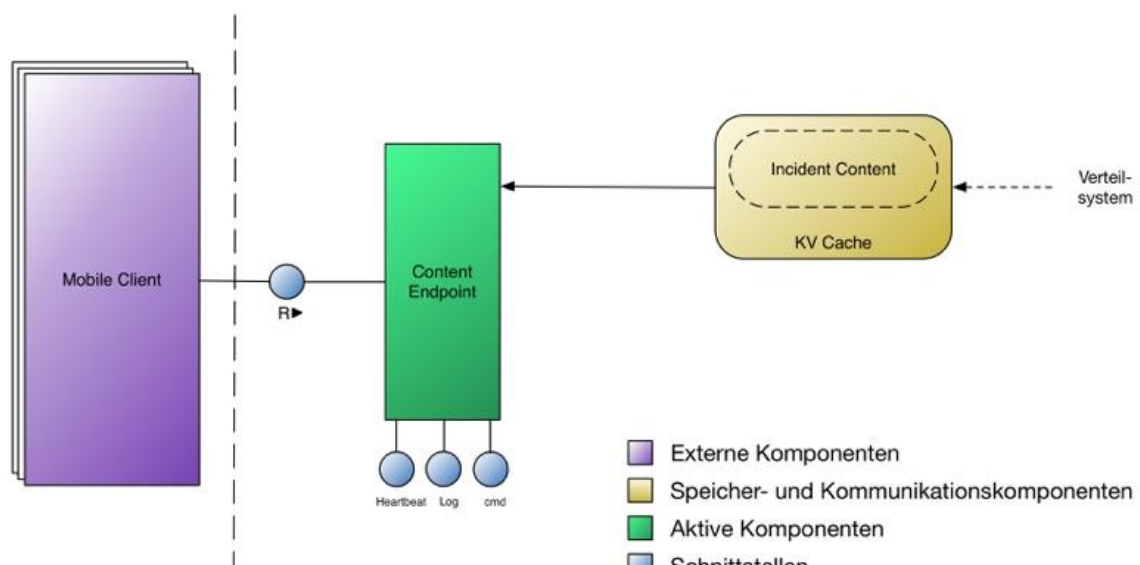 Mobile Client
R▶
Content
Endpoint
Heartbeat
Log
cmd
Incident Content
KV Cache
Verteil-
system
Externe Komponenten
Speicher- und Kommunikationskomponenten
Aktive Komponenten
Schnittstellen